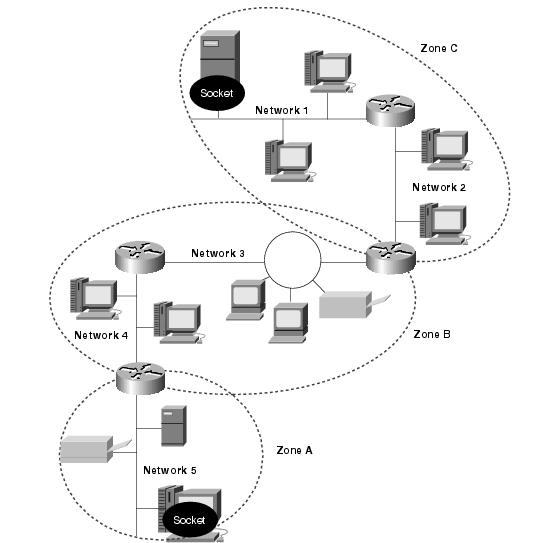 Zone C
Socket
Network 1
Network 2
Network 3
Network 4
Zone B
Zone A
Network 5
Socket